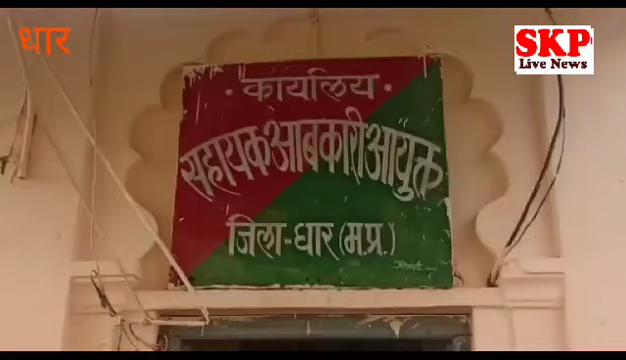 धार
SKP
Live News
• कार्यालय •
सहायक आबकारी आयुक्त
जिला-धार (म.प्र.)